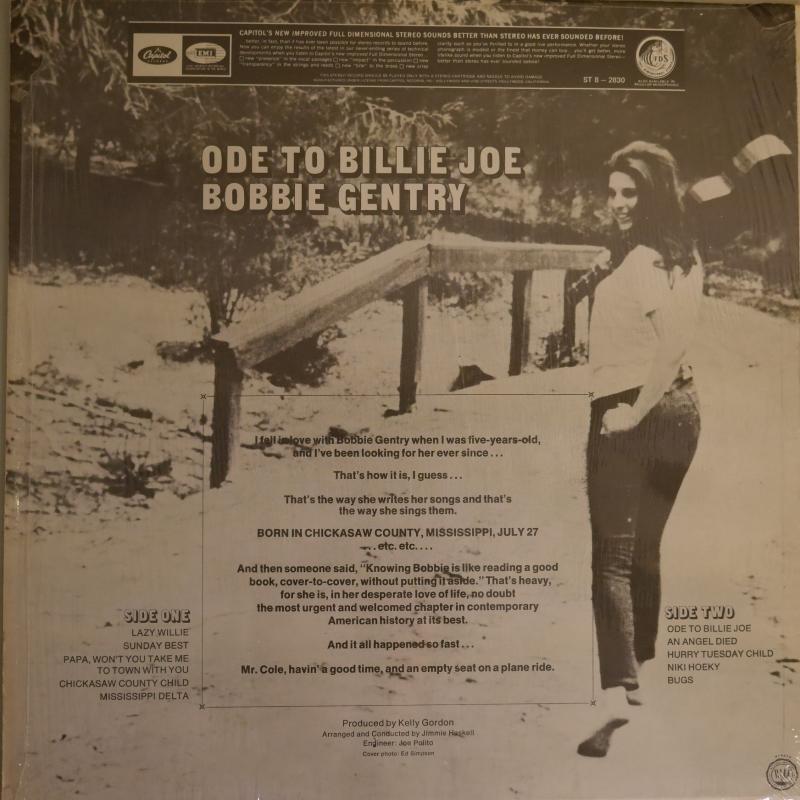 CAPITOL'S NEW IMPROVED FULL DIMENSIONAL STEREO SOUNDS BETTER THAN STEREO HAS EVER SOUNDED BEFORE!
Capitol
EMI
FDS
ST 8 – 2830
ODE TO BILLIE JOE
BOBBIE GENTRY
I fell in love with Bobbie Gentry when I was five-years-old,
and I've been looking for her ever since . . .
That's how it is, I guess . . .
That's the way she writes her songs and that's
the way she sings them.
BORN IN CHICKASAW COUNTY, MISSISSIPPI, JULY 27
. . . etc. etc. . . .
And then someone said, "Knowing Bobbie is like reading a good
book, cover-to-cover, without putting it aside." That's heavy,
for she is, in her desperate love of life, no doubt
the most urgent and welcomed chapter in contemporary
American history at its best.
And it all happened so fast . . .
Mr. Cole, havin' a good time, and an empty seat on a plane ride.
SIDE ONE
LAZY WILLIE
SUNDAY BEST
PAPA, WON'T YOU TAKE ME
TO TOWN WITH YOU
CHICKASAW COUNTY CHILD
MISSISSIPPI DELTA
SIDE TWO
ODE TO BILLIE JOE
AN ANGEL DIED
HURRY TUESDAY CHILD
NIKI HOEKY
BUGS
Produced by Kelly Gordon
Arranged and Conducted by Jimmie Haskell
Engineer: Joe Polito
Cover photo: Ed Simpson